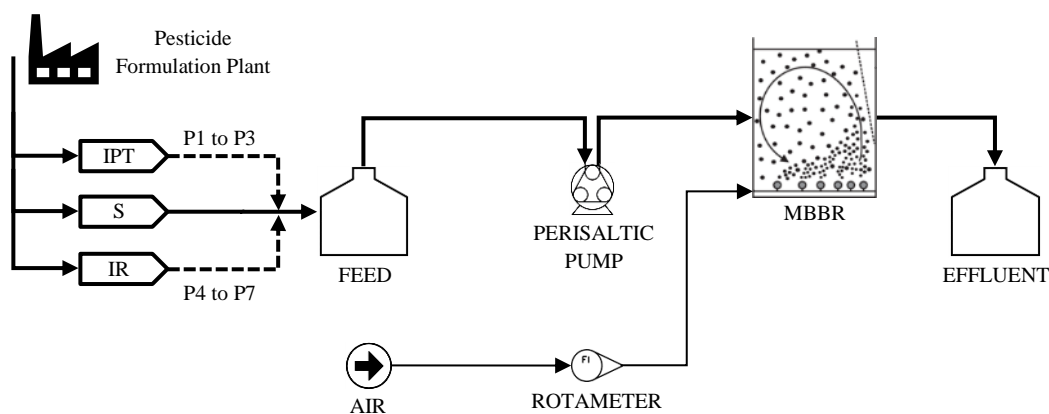 Pesticide
Formulation Plant
P1 to P3
IPT
S
IR
P4 to P7
FEED
PERISALTIC
PUMP
MBBR
EFFLUENT
AIR
FI
ROTAMETER